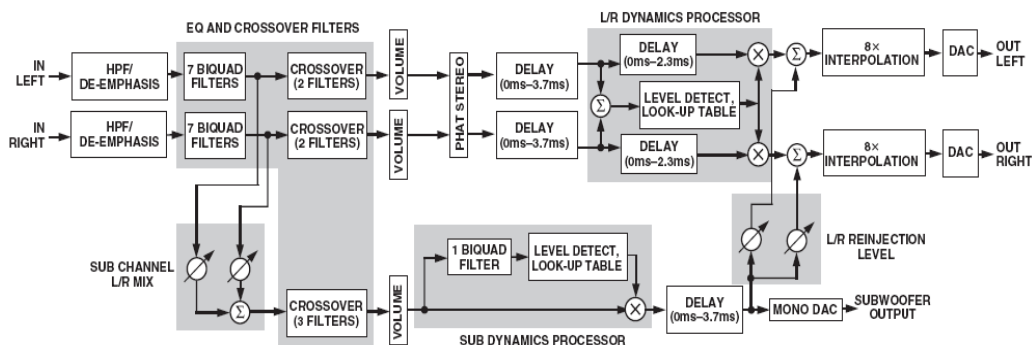 EQ AND CROSSOVER FILTERS
L/R DYNAMICS PROCESSOR
IN
LEFT
HPF/
DE-EMPHASIS
7 BIQUAD
FILTERS
CROSSOVER
(2 FILTERS)
VOLUME
PHAT STEREO
DELAY
(0ms–3.7ms)
DELAY
(0ms–2.3ms)
×
Σ
8×
INTERPOLATION
DAC
OUT
LEFT
Σ
LEVEL DETECT,
LOOK-UP TABLE
IN
RIGHT
HPF/
DE-EMPHASIS
7 BIQUAD
FILTERS
CROSSOVER
(2 FILTERS)
VOLUME
DELAY
(0ms–3.7ms)
DELAY
(0ms–2.3ms)
×
Σ
8×
INTERPOLATION
DAC
OUT
RIGHT
SUB CHANNEL
L/R MIX
Σ
CROSSOVER
(3 FILTERS)
VOLUME
1 BIQUAD
FILTER
LEVEL DETECT,
LOOK-UP TABLE
×
SUB DYNAMICS PROCESSOR
DELAY
(0ms–3.7ms)
L/R REINJECTION
LEVEL
MONO DAC
SUBWOOFER
OUTPUT